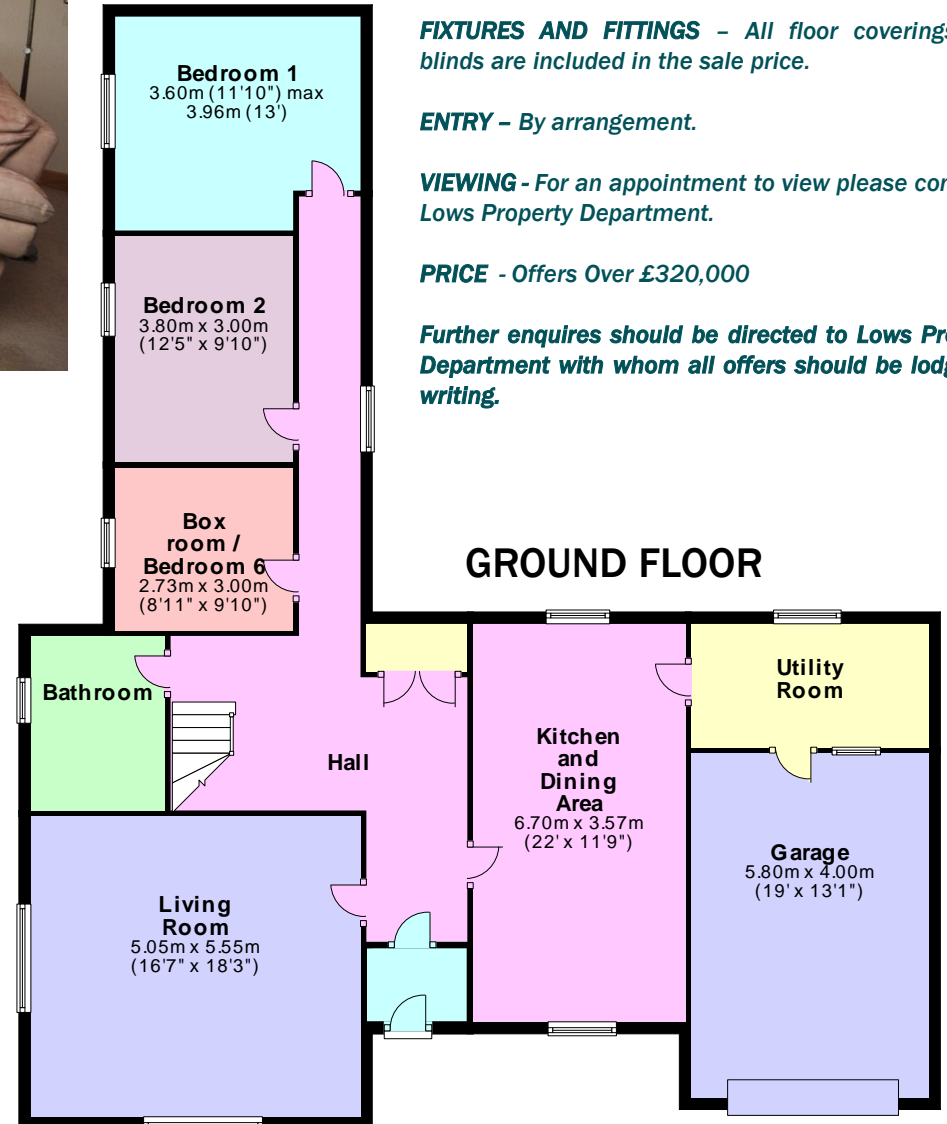 FIXTURES AND FITTINGS – All floor coverings
blinds are included in the sale price.
ENTRY – By arrangement.
VIEWING - For an appointment to view please con
Lows Property Department.
PRICE - Offers Over £320,000
Further enquires should be directed to Lows Pro
Department with whom all offers should be lodg
writing.
GROUND FLOOR
Bedroom 1
3.60m (11'10") max
3.96m (13')
Bedroom 2
3.80m x 3.00m
(12'5" x 9'10")
Box
room /
Bedroom 6
2.73m x 3.00m
(8'11" x 9'10")
Bathroom
Hall
Kitchen
and
Dining
Area
6.70m x 3.57m
(22' x 11'9")
Utility
Room
Garage
5.80m x 4.00m
(19' x 13'1")
Living
Room
5.05m x 5.55m
(16'7" x 18'3")